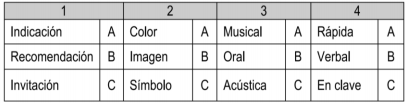 1 2 3 4
Indicación A Color A Musical A Rápida A
Recomendación B Imagen B Oral B Verbal B
Invitación C Símbolo C Acústica C En clave C